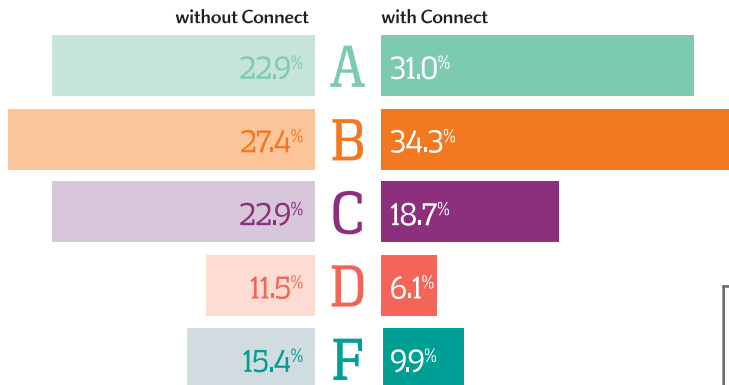 without Connect with Connect
22.9% A 31.0%
27.4% B 34.3%
22.9% C 18.7%
11.5% D 6.1%
15.4% F 9.9%